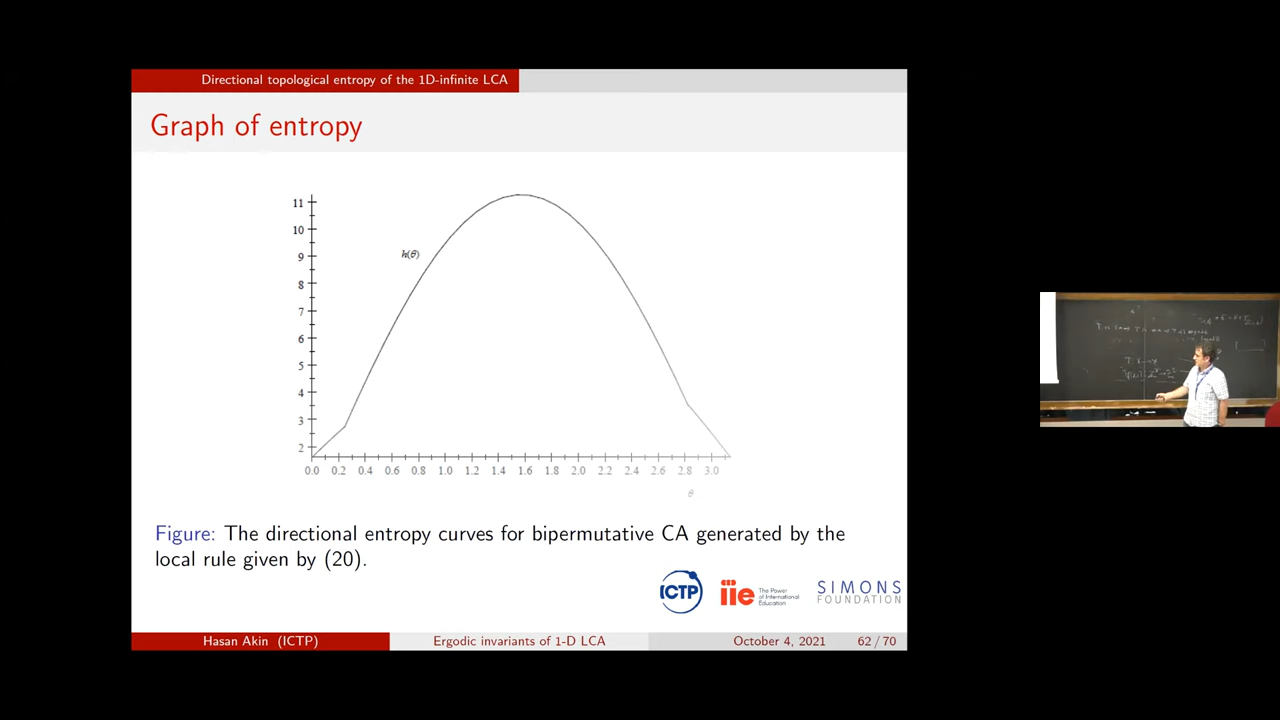 Directional topological entropy of the 1D-infinite LCA
Graph of entropy
11
10
9
8
7
6
5
4
3
2
h(θ)
0.0 0.2 0.4 0.6 0.8 1.0 1.2 1.4 1.6 1.8 2.0 2.2 2.4 2.6 2.8 3.0
θ
Figure: The directional entropy curves for bipermutative CA generated by the
local rule given by (20).
ICTP
iie
The Power
of International
Education
SIMONS
FOUNDATION
Hasan Akin (ICTP) Ergodic invariants of 1-D LCA October 4, 2021 62 / 70